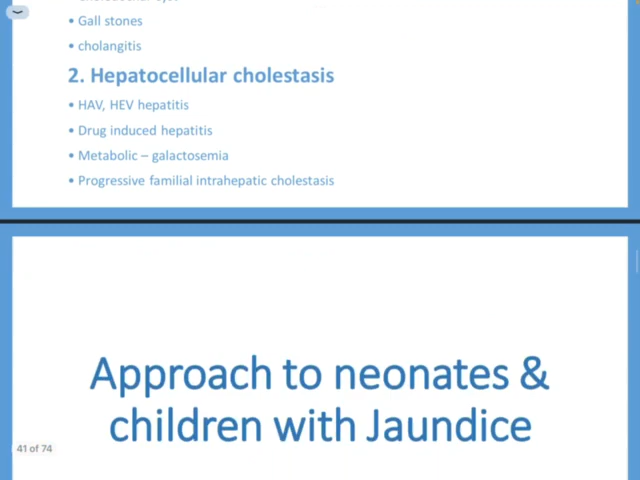 • Gall stones
• cholangitis
2. Hepatocellular cholestasis
• HAV, HEV hepatitis
• Drug induced hepatitis
• Metabolic – galactosemia
• Progressive familial intrahepatic cholestasis
Approach to neonates &
children with Jaundice
41 of 74